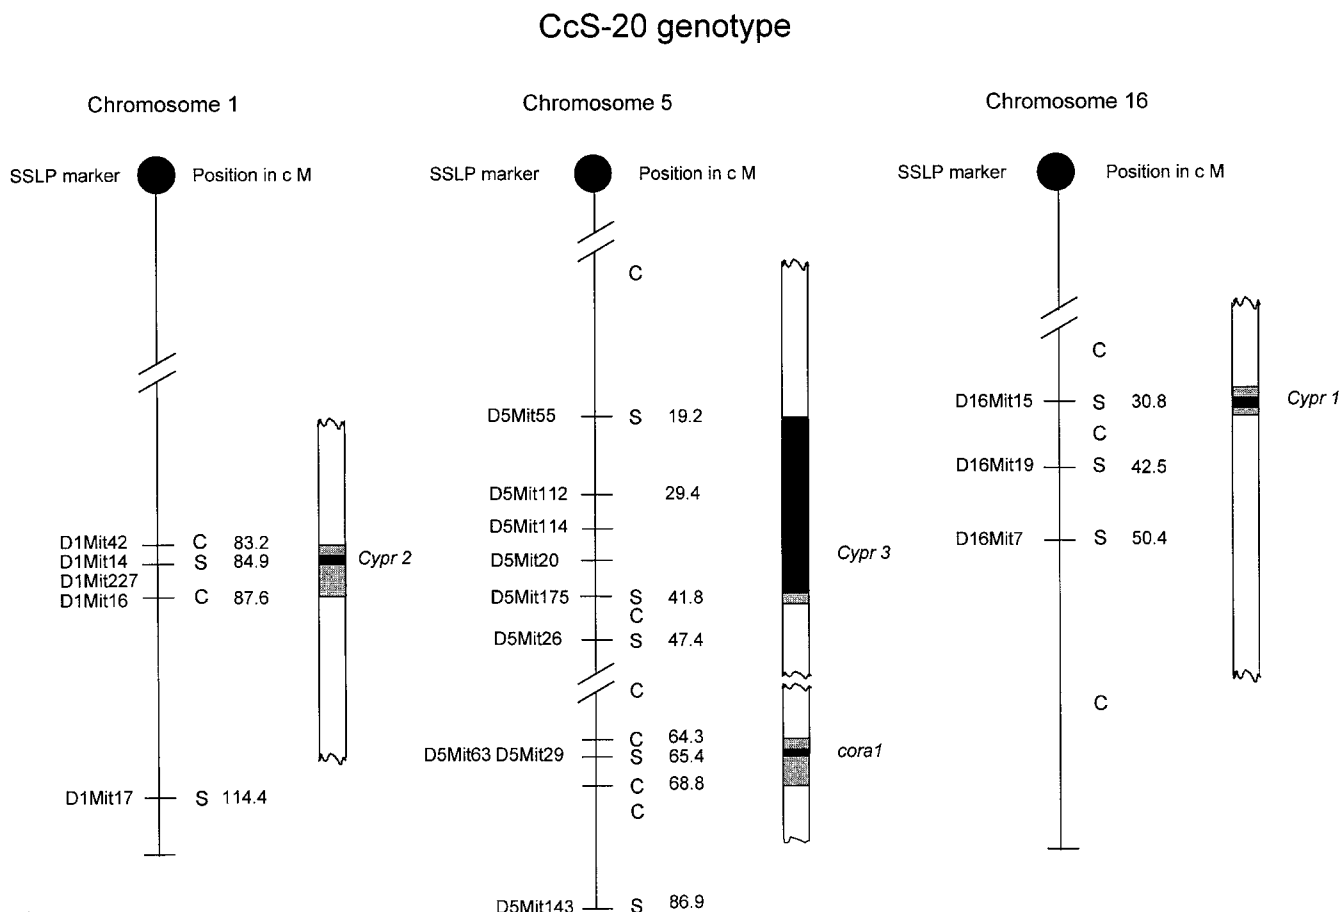 CcS-20 genotype
Chromosome 1
SSLP marker Position in c M
D1Mit42 C 83.2
D1Mit14 S 84.9
D1Mit227
D1Mit16 C 87.6
Cypr 2
D1Mit17 S 114.4
Chromosome 5
SSLP marker Position in c M
C
D5Mit55 S 19.2
D5Mit112 29.4
D5Mit114
D5Mit20
Cypr 3
D5Mit175 S 41.8
C
D5Mit26 S 47.4
C
C 64.3
D5Mit63 D5Mit29 S 65.4
cora1
C 68.8
C
D5Mit143 S 86.9
Chromosome 16
SSLP marker Position in c M
C
D16Mit15 S 30.8
Cypr 1
C
D16Mit19 S 42.5
D16Mit7 S 50.4
C